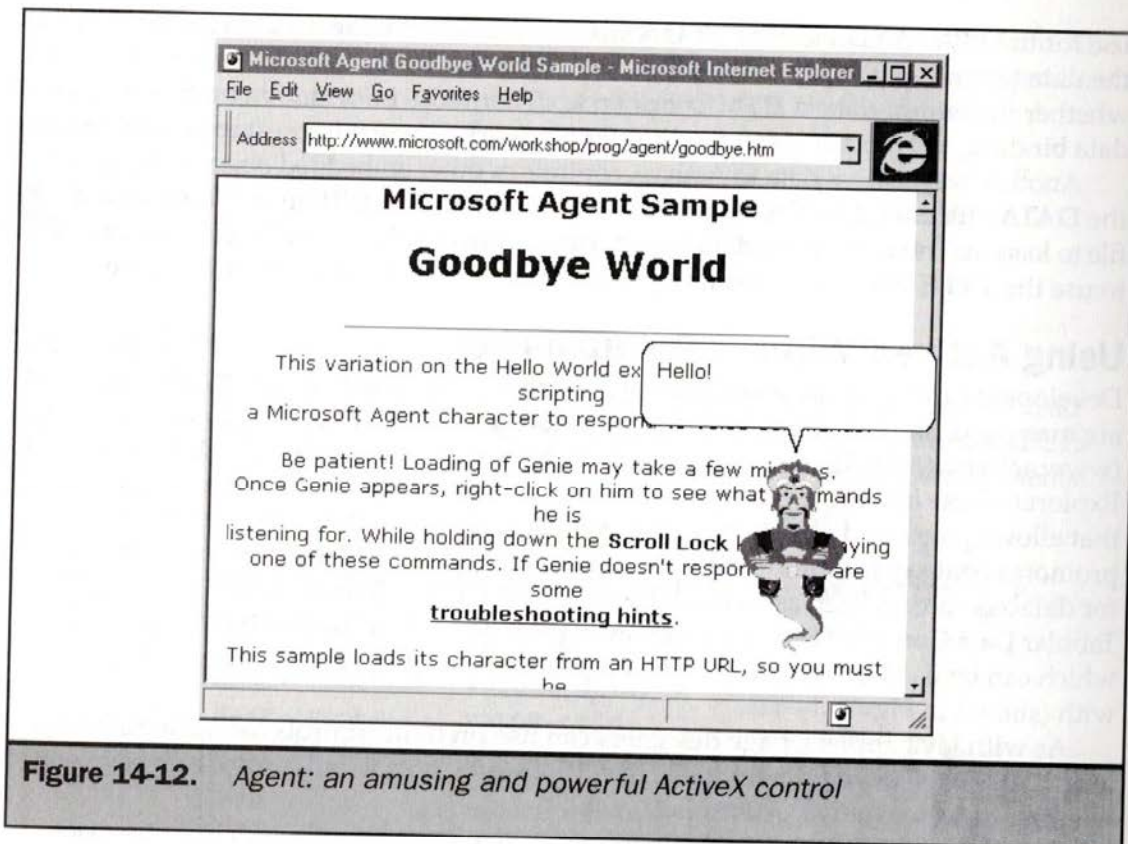 Microsoft Agent Goodbye World Sample - Microsoft Internet Explorer
File Edit View Go Favorites Help
Address http://www.microsoft.com/workshop/prog/agent/goodbye.htm
Microsoft Agent Sample
Goodbye World
Hello!
This variation on the Hello World ex
scripting
a Microsoft Agent character to respon
Be patient! Loading of Genie may take a few
Once Genie appears, right-click on him to see what
he is
listening for. While holding down the Scroll Lock
one of these commands. If Genie doesn't respon are
some
troubleshooting hints.
This sample loads its character from an HTTP URL, so you must
he
Figure 14-12. Agent: an amusing and powerful ActiveX control